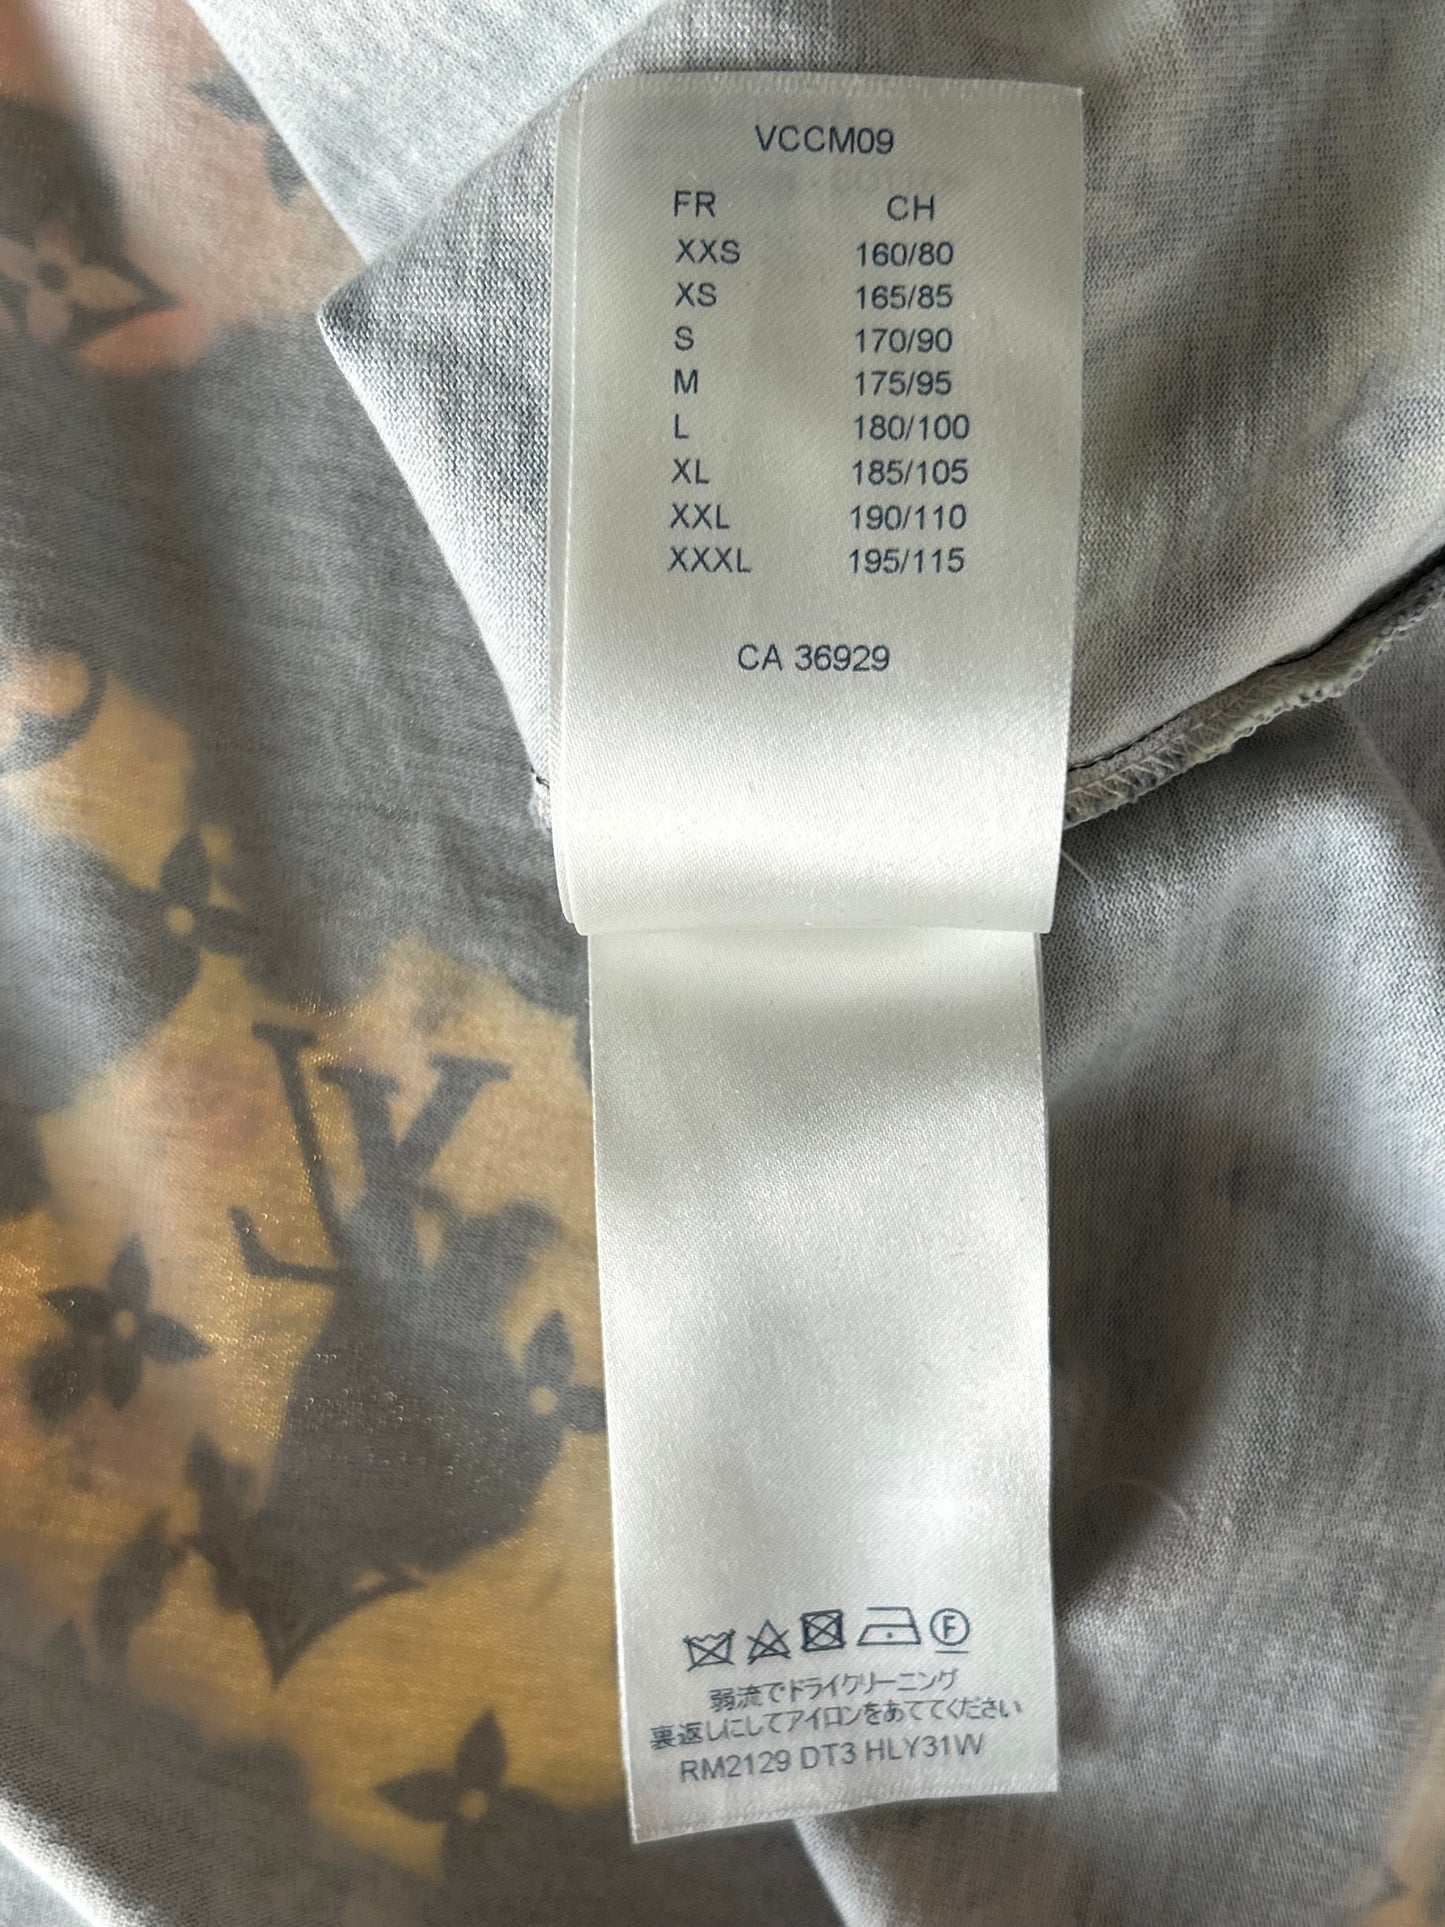 VCCM09
FR CH
XXS 160/80
XS 165/85
S 170/90
M 175/95
L 180/100
XL 185/105
XXL 190/110
XXXL 195/115
CA 36929
LV
F
弱流でドライクリーニング
裏返しにしてアイロンをあててください
RM2129 DT3 HLY31W